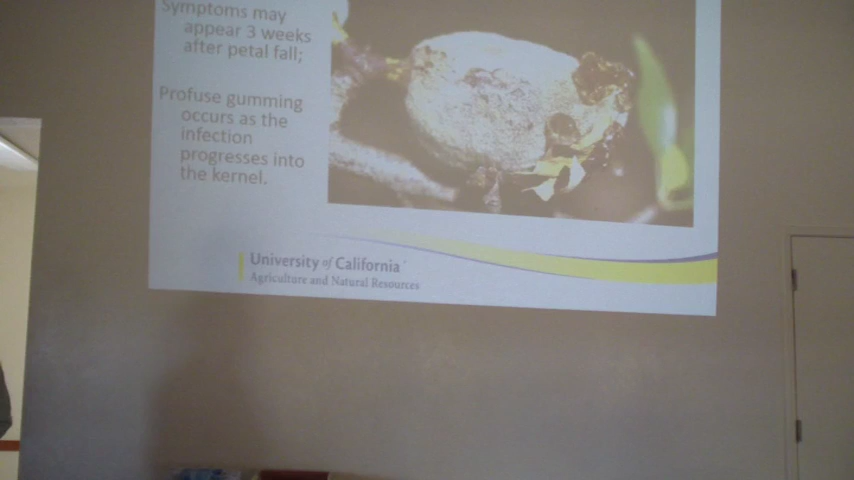 Symptoms may
appear 3 weeks
after petal fall;
Profuse gumming
occurs as the
infection
progresses into
the kernel.
University of California
Agriculture and Natural Resources